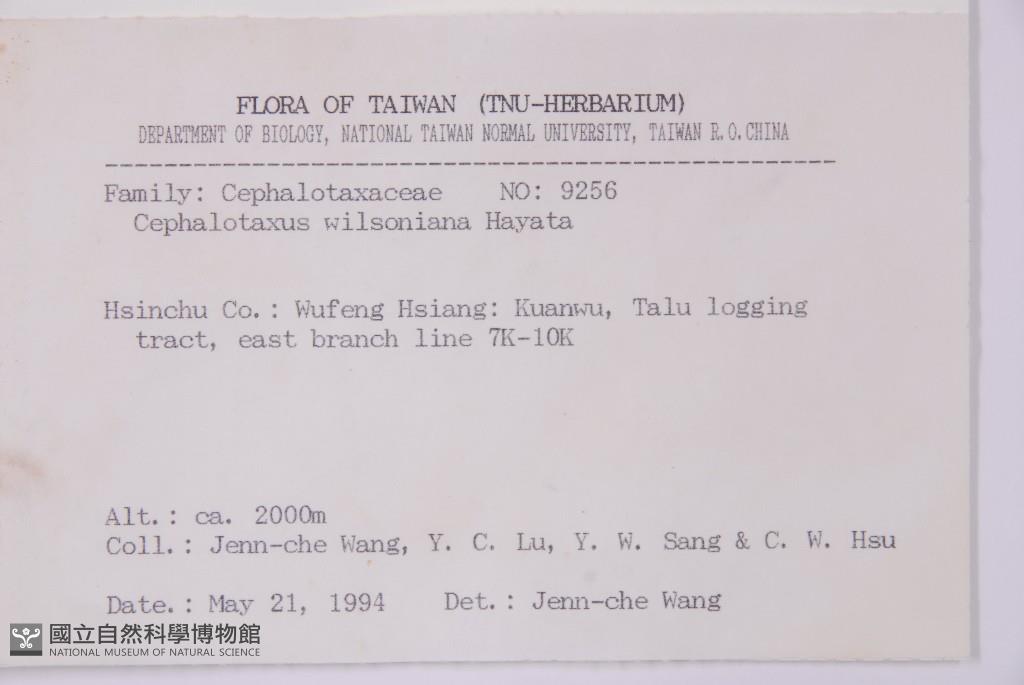 FLORA OF TAIWAN (TNU-HERBARIUM)
DEPARTMENT OF BIOLOGY, NATIONAL TAIWAN NORMAL UNIVERSITY, TAIWAN R.O.CHINA
Family: Cephalotaxaceae NO: 9256
Cephalotaxus wilsoniana Hayata
Hsinchu Co.: Wufeng Hsiang: Kuanwu, Talu logging
tract, east branch line 7K-10K
Alt.: ca. 2000m
Coll.: Jenn-che Wang, Y. C. Lu, Y. W. Sang & C. W. Hsu
Date.: May 21, 1994 Det.: Jenn-che Wang
國立自然科學博物館
NATIONAL MUSEUM OF NATURAL SCIENCE